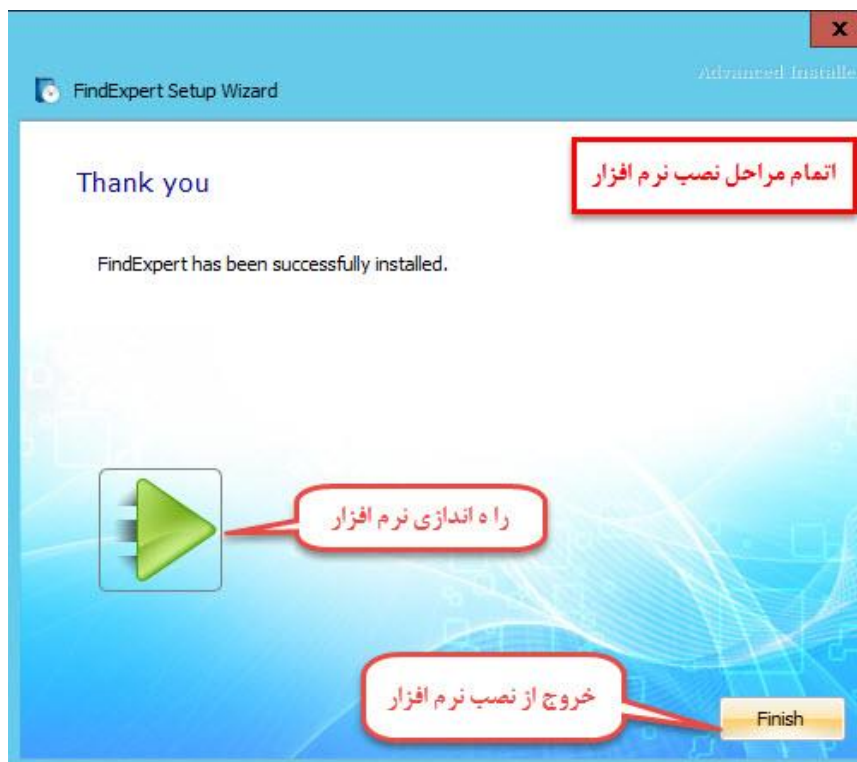 x
Advanced Installe
FindExpert Setup Wizard
اتمام مراحل نصب نرم افزار
Thank you
FindExpert has been successfully installed.
را ه اندازی نرم افزار
خروج از نصب نرم افزار
Finish